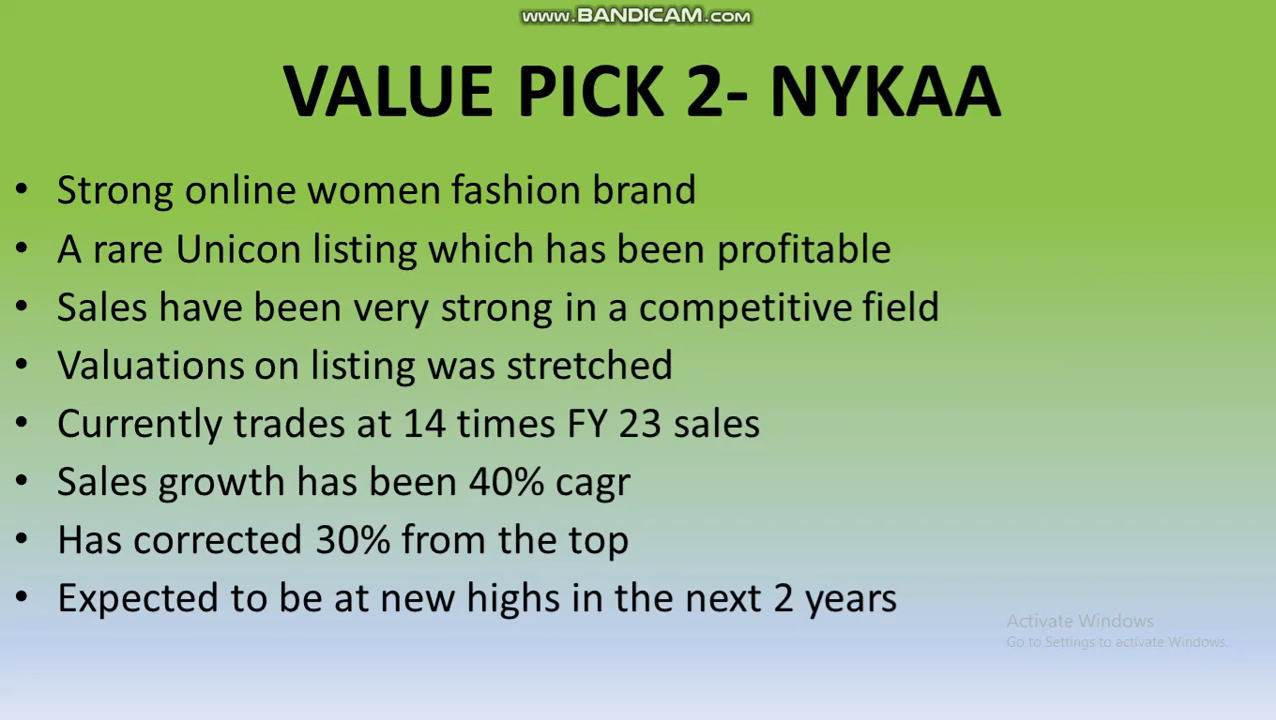 www.BANDICAM.com
VALUE PICK 2- NYKAA
• Strong online women fashion brand
• A rare Unicon listing which has been profitable
• Sales have been very strong in a competitive field
• Valuations on listing was stretched
• Currently trades at 14 times FY 23 sales
• Sales growth has been 40% cagr
• Has corrected 30% from the top
• Expected to be at new highs in the next 2 years
Activate Windows
Go to Settings to activate Windows.